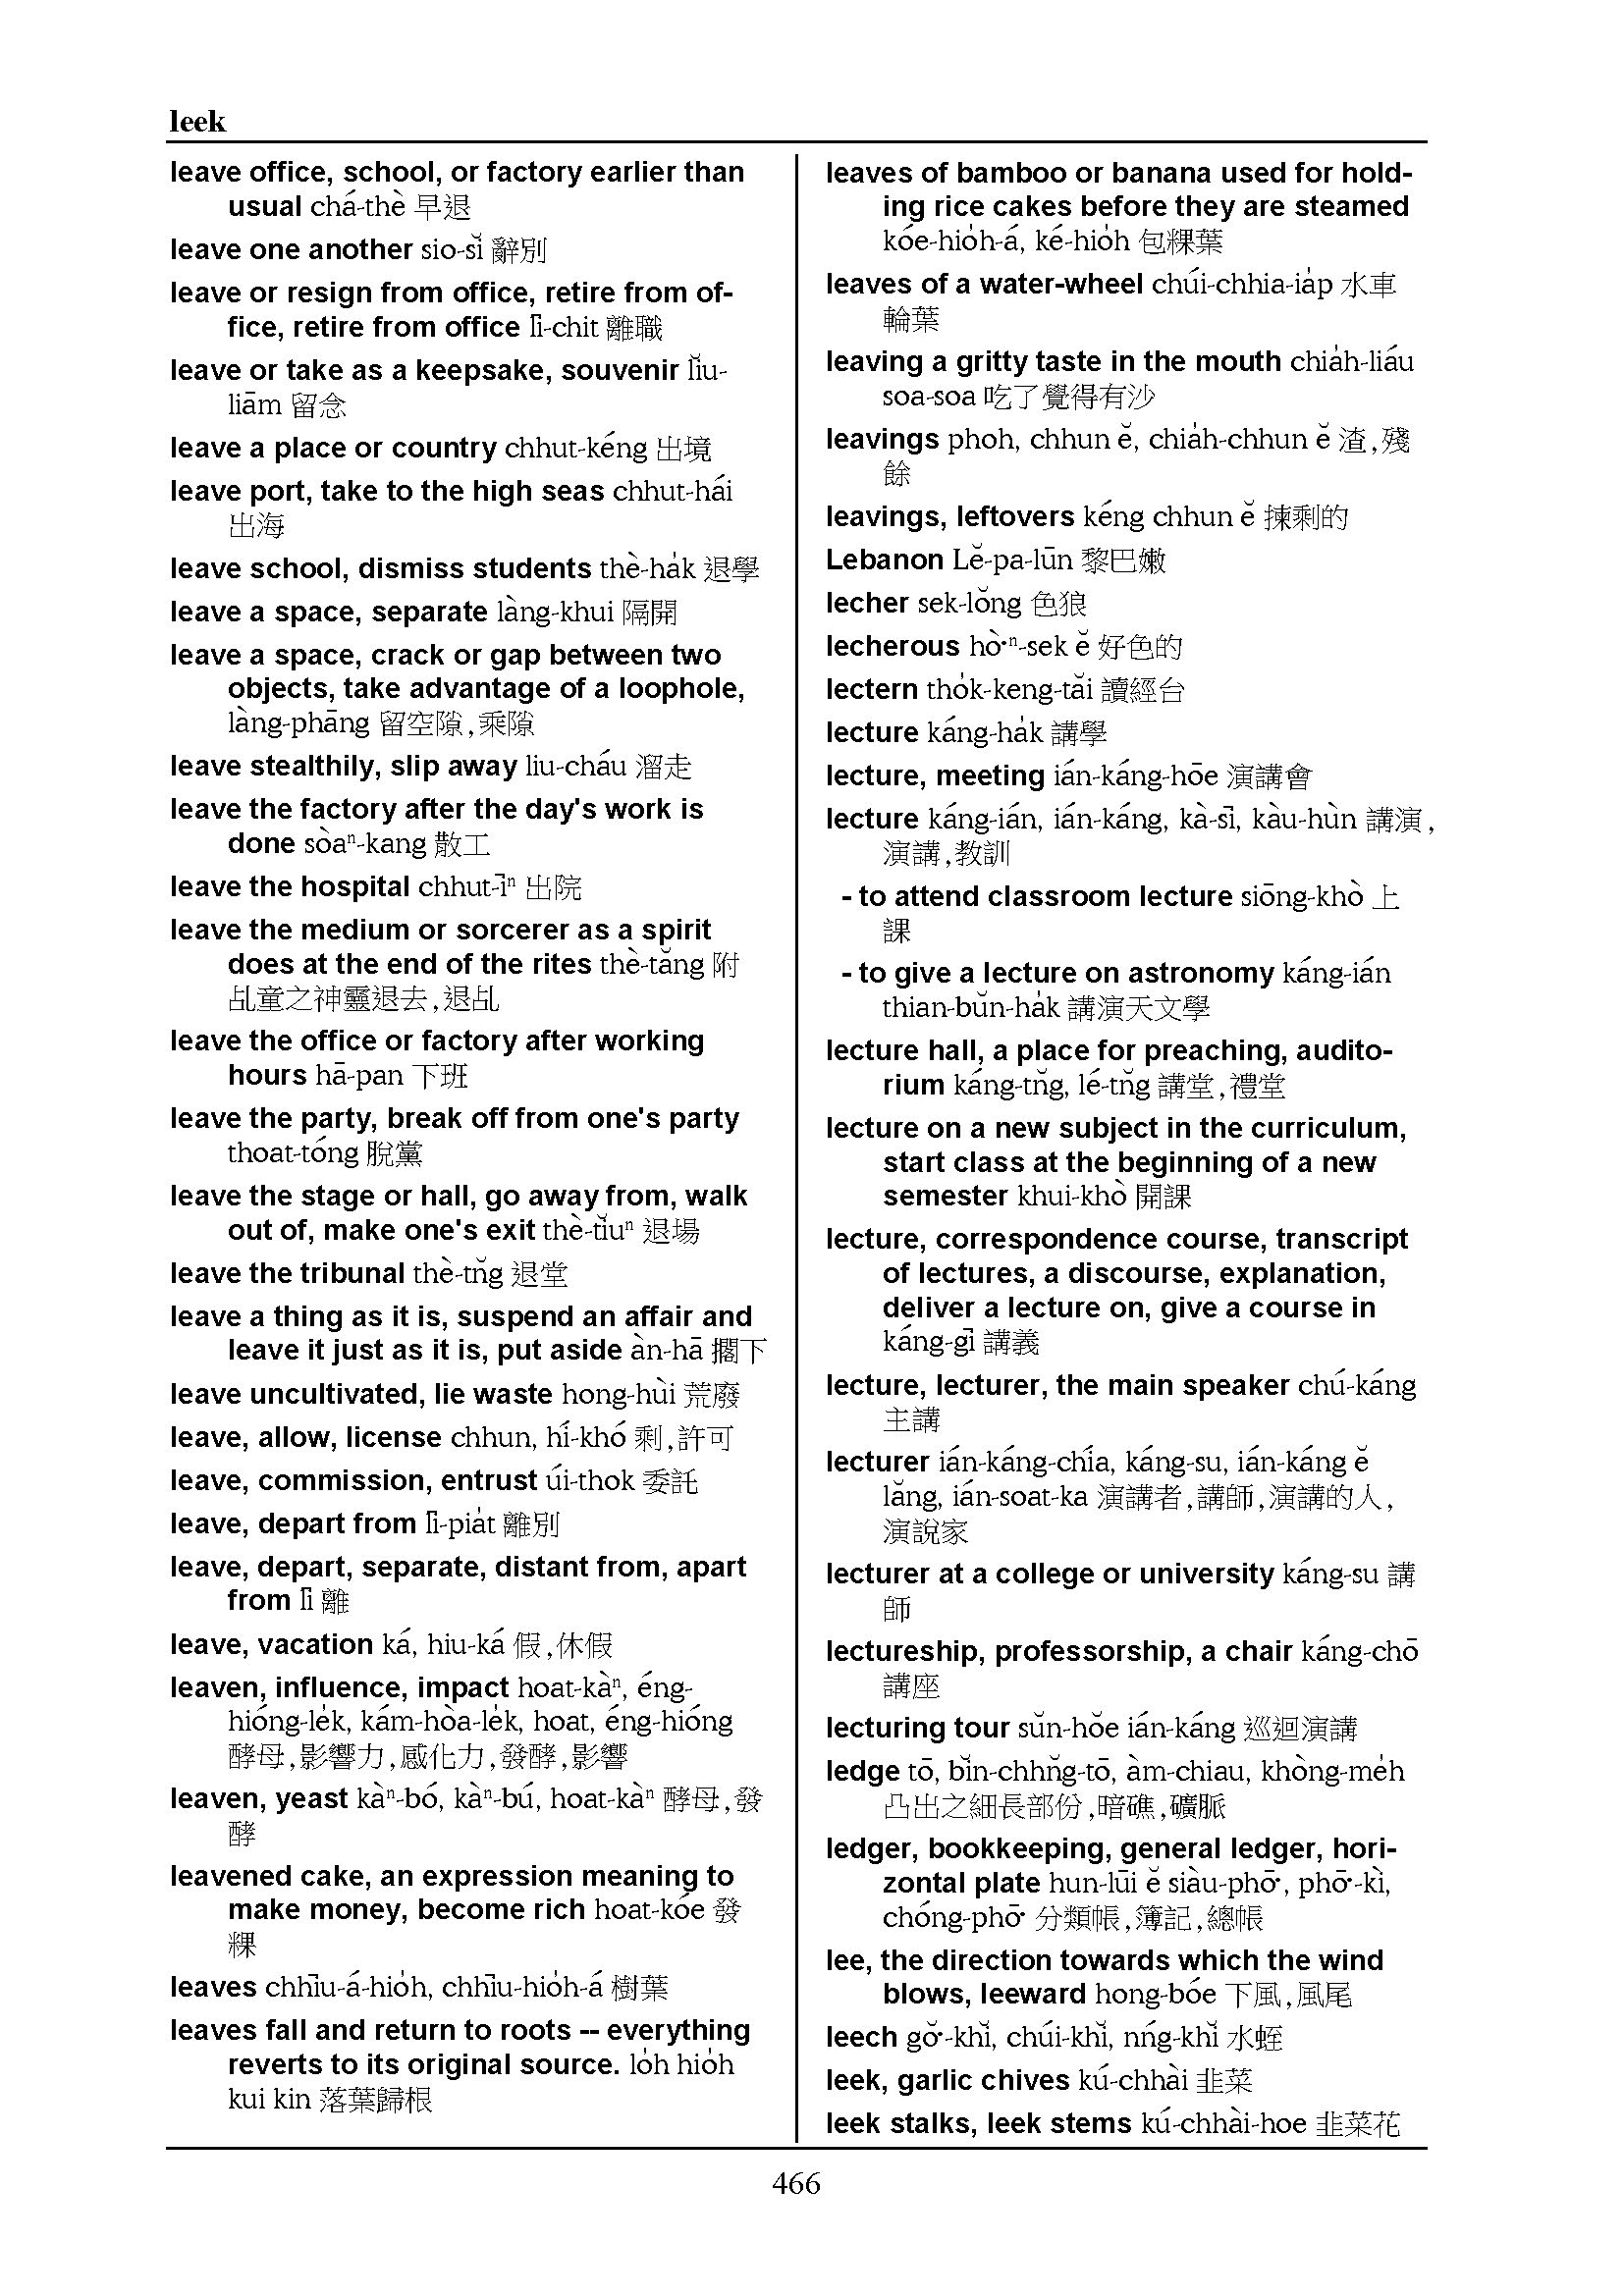 leek
leave office, school, or factory earlier than
usual chá-thè 早退
leave one another sio-sĭ 辭別
leave or resign from office, retire from of-
fice, retire from office lī-chit 離職
leave or take as a keepsake, souvenir lĭu-
liām 留念
leave a place or country chhut-kéng 出境
leave port, take to the high seas chhut-hái
出海
leave school, dismiss students thè-ha̍k 退學
leave a space, separate làng-khui 隔開
leave a space, crack or gap between two
objects, take advantage of a loophole,
làng-phāng 留空隙,乘隙
leave stealthily, slip away liu-cháu 溜走
leave the factory after the day's work is
done sòaⁿ-kang 散工
leave the hospital chhut-īⁿ 出院
leave the medium or sorcerer as a spirit
does at the end of the rites thè-tăng 附
乩童之神靈退去,退乩
leave the office or factory after working
hours hā-pan 下班
leave the party, break off from one's party
thoat-tóng 脫黨
leave the stage or hall, go away from, walk
out of, make one's exit thè-tĭuⁿ 退場
leave the tribunal thè-tn̆g 退堂
leave a thing as it is, suspend an affair and
leave it just as it is, put aside àn-hā 擱下
leave uncultivated, lie waste hong-hùi 荒廢
leave, allow, license chhun, hí-khó 剩,許可
leave, commission, entrust úi-thok 委託
leave, depart from lī-pia̍t 離別
leave, depart, separate, distant from, apart
from lī 離
leave, vacation ká, hiu-ká 假,休假
leaven, influence, impact hoat-kàⁿ, éng-
hióng-le̍k, kám-hòa-le̍k, hoat, éng-hióng
酵母,影響力,感化力,發酵,影響
leaven, yeast kàⁿ-bó, kàⁿ-bú, hoat-kàⁿ 酵母,發
酵
leavened cake, an expression meaning to
make money, become rich hoat-kóe 發
粿
leaves chhīu-á-hio̍h, chhīu-hio̍h-á 樹葉
leaves fall and return to roots -- everything
reverts to its original source. lo̍h hio̍h
kui kin 落葉歸根
leaves of bamboo or banana used for hold-
ing rice cakes before they are steamed
kóe-hio̍h-á, ké-hio̍h 包粿葉
leaves of a water-wheel chúi-chhia-ia̍p 水車
輪葉
leaving a gritty taste in the mouth chia̍h-liáu
soa-soa 吃了覺得有沙
leavings phoh, chhun ĕ, chia̍h-chhun ĕ 渣,殘
餘
leavings, leftovers kéng chhun ĕ 揀剩的
Lebanon Lĕ-pa-lūn 黎巴嫩
lecher sek-lŏng 色狼
lecherous hò͘ⁿ-sek ĕ 好色的
lectern tho̍k-keng-tăi 讀經台
lecture káng-ha̍k 講學
lecture, meeting ián-káng-hōe 演講會
lecture káng-ián, ián-káng, kà-sī, kàu-hùn 講演,
演講,教訓
- to attend classroom lecture siōng-khò 上
課
- to give a lecture on astronomy káng-ián
thian-bŭn-ha̍k 講演天文學
lecture hall, a place for preaching, audito-
rium káng-tn̆g, lé-tn̆g 講堂,禮堂
lecture on a new subject in the curriculum,
start class at the beginning of a new
semester khui-khò 開課
lecture, correspondence course, transcript
of lectures, a discourse, explanation,
deliver a lecture on, give a course in
káng-gī 講義
lecture, lecturer, the main speaker chú-káng
主講
lecturer ián-káng-chía, káng-su, ián-káng ĕ
lăng, ián-soat-ka 演講者,講師,演講的人,
演說家
lecturer at a college or university káng-su 講
師
lectureship, professorship, a chair káng-chō
講座
lecturing tour sŭn-hŏe ián-káng 巡迴演講
ledge tō, bĭn-chhn̆g-tō, àm-chiau, khòng-me̍h
凸出之細長部份,暗礁,礦脈
ledger, bookkeeping, general ledger, hori-
zontal plate hun-lūi ĕ siàu-phō͘, phō͘-kì,
chóng-phō͘ 分類帳,簿記,總帳
lee, the direction towards which the wind
blows, leeward hong-bóe 下風,風尾
leech gŏ͘-khĭ, chúi-khĭ, nńg-khĭ 水蛭
leek, garlic chives kú-chhài 韭菜
leek stalks, leek stems kú-chhài-hoe 韭菜花
466